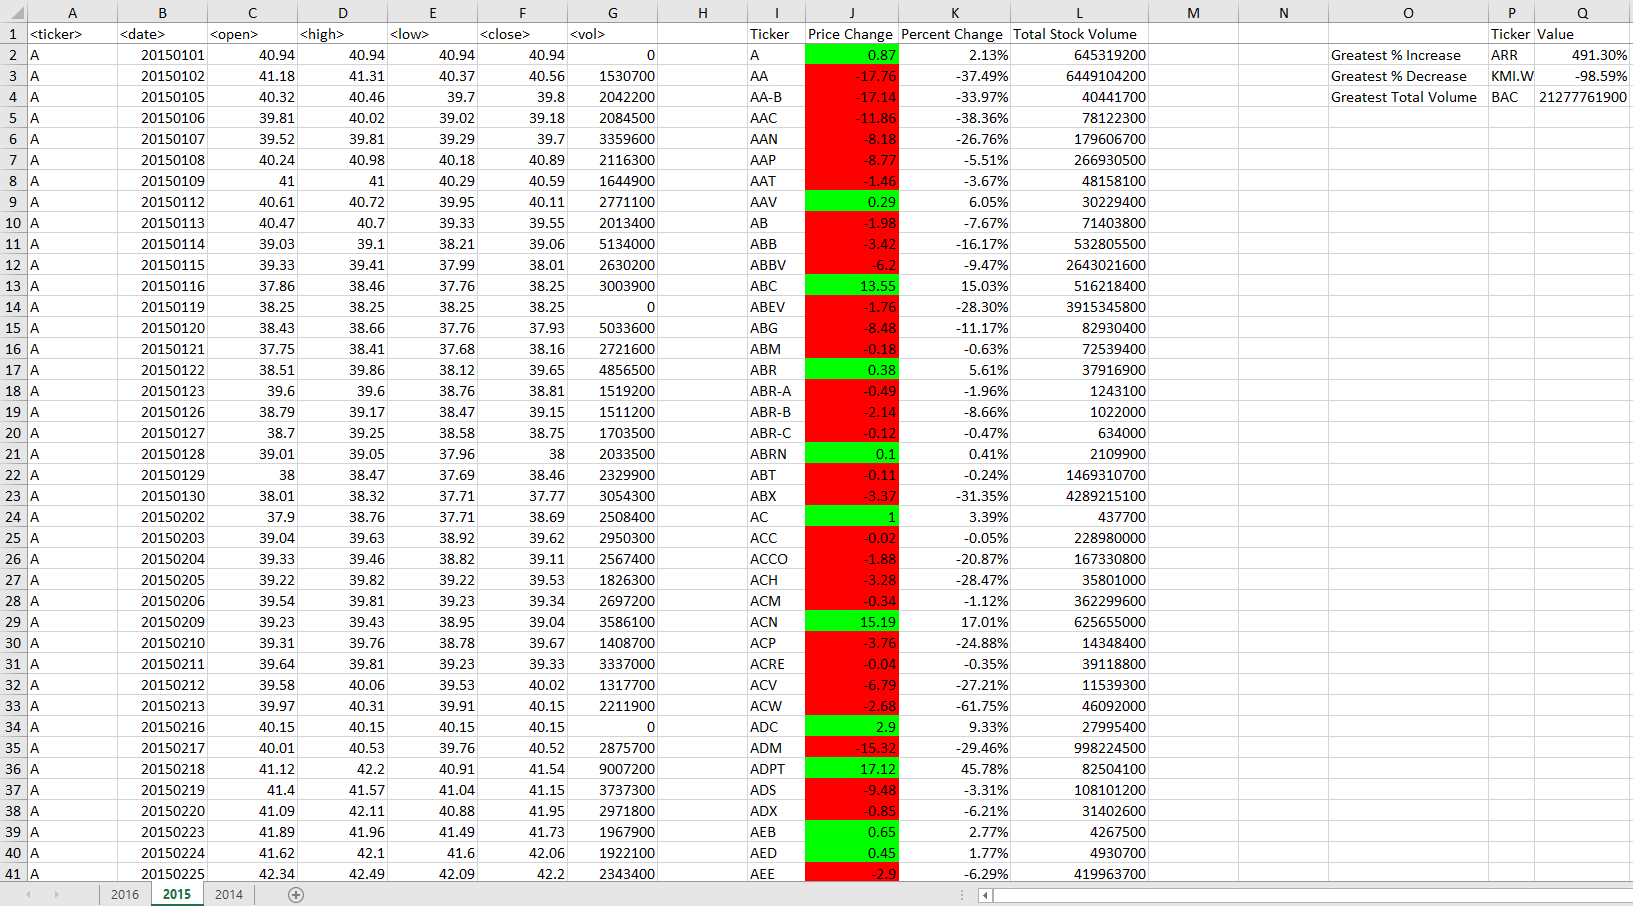 A B C D E F G H I J K L M N O P Q
1 <ticker> <date> <open> <high> <low> <close> <vol> Ticker Price Change Percent Change Total Stock Volume Ticker Value
2 A 20150101 40.94 40.94 40.94 40.94 0 A 0.87 2.13% 645319200 Greatest % Increase ARR 491.30%
3 A 20150102 41.18 41.31 40.37 40.56 1530700 AA -17.76 -37.49% 6449104200 Greatest % Decrease KMI.W -98.59%
4 A 20150105 40.32 40.46 39.7 39.8 2042200 AA-B -17.14 -33.97% 40441700 Greatest Total Volume BAC 21277761900
5 A 20150106 39.81 40.02 39.02 39.18 2084500 AAC -11.86 -38.36% 78122300
6 A 20150107 39.52 39.81 39.29 39.7 3359600 AAN -8.18 -26.76% 179606700
7 A 20150108 40.24 40.98 40.18 40.89 2116300 AAP -8.77 -5.51% 266930500
8 A 20150109 41 41 40.29 40.59 1644900 AAT -1.46 -3.67% 48158100
9 A 20150112 40.61 40.72 39.95 40.11 2771100 AAV 0.29 6.05% 30229400
10 A 20150113 40.47 40.7 39.33 39.55 2013400 AB -1.98 -7.67% 71403800
11 A 20150114 39.03 39.1 38.21 39.06 5134000 ABB -3.42 -16.17% 532805500
12 A 20150115 39.33 39.41 37.99 38.01 2630200 ABBV -6.2 -9.47% 2643021600
13 A 20150116 37.86 38.46 37.76 38.25 3003900 ABC 13.55 15.03% 516218400
14 A 20150119 38.25 38.25 38.25 38.25 0 ABEV -1.76 -28.30% 3915345800
15 A 20150120 38.43 38.66 37.76 37.93 5033600 ABG -8.48 -11.17% 82930400
16 A 20150121 37.75 38.41 37.68 38.16 2721600 ABM -0.18 -0.63% 72539400
17 A 20150122 38.51 39.86 38.12 39.65 4856500 ABR 0.38 5.61% 37916900
18 A 20150123 39.6 39.6 38.76 38.81 1519200 ABR-A -0.49 -1.96% 1243100
19 A 20150126 38.79 39.17 38.47 39.15 1511200 ABR-B -2.14 -8.66% 1022000
20 A 20150127 38.7 39.25 38.58 38.75 1703500 ABR-C -0.12 -0.47% 634000
21 A 20150128 39.01 39.05 37.96 38 2033500 ABRN 0.1 0.41% 2109900
22 A 20150129 38 38.47 37.69 38.46 2329900 ABT -0.11 -0.24% 1469310700
23 A 20150130 38.01 38.32 37.71 37.77 3054300 ABX -3.37 -31.35% 4289215100
24 A 20150202 37.9 38.76 37.71 38.69 2508400 AC 1 3.39% 437700
25 A 20150203 39.04 39.63 38.92 39.62 2950300 ACC -0.02 -0.05% 228980000
26 A 20150204 39.33 39.46 38.82 39.11 2567400 ACCO -1.88 -20.87% 167330800
27 A 20150205 39.22 39.82 39.22 39.53 1826300 ACH -3.28 -28.47% 35801000
28 A 20150206 39.54 39.81 39.23 39.34 2697200 ACM -0.34 -1.12% 362299600
29 A 20150209 39.23 39.43 38.95 39.04 3586100 ACN 15.19 17.01% 625655000
30 A 20150210 39.31 39.76 38.78 39.67 1408700 ACP -3.76 -24.88% 14348400
31 A 20150211 39.64 39.81 39.23 39.33 3337000 ACRE -0.04 -0.35% 39118800
32 A 20150212 39.58 40.06 39.53 40.02 1317700 ACV -6.79 -27.21% 11539300
33 A 20150213 39.97 40.31 39.91 40.15 2211900 ACW -2.68 -61.75% 46092000
34 A 20150216 40.15 40.15 40.15 40.15 0 ADC 2.9 9.33% 27995400
35 A 20150217 40.01 40.53 39.76 40.52 2875700 ADM -15.32 -29.46% 998224500
36 A 20150218 41.12 42.2 40.91 41.54 9007200 ADPT 17.12 45.78% 82504100
37 A 20150219 41.4 41.57 41.04 41.15 3737300 ADS -9.48 -3.31% 108101200
38 A 20150220 41.09 42.11 40.88 41.95 2971800 ADX -0.85 -6.21% 31402600
39 A 20150223 41.89 41.96 41.49 41.73 1967900 AEB 0.65 2.77% 4267500
40 A 20150224 41.62 42.1 41.6 42.06 1922100 AED 0.45 1.77% 4930700
41 A 20150225 42.34 42.49 42.09 42.2 2343400 AEE -2.9 -6.29% 419963700
2016 2015 2014